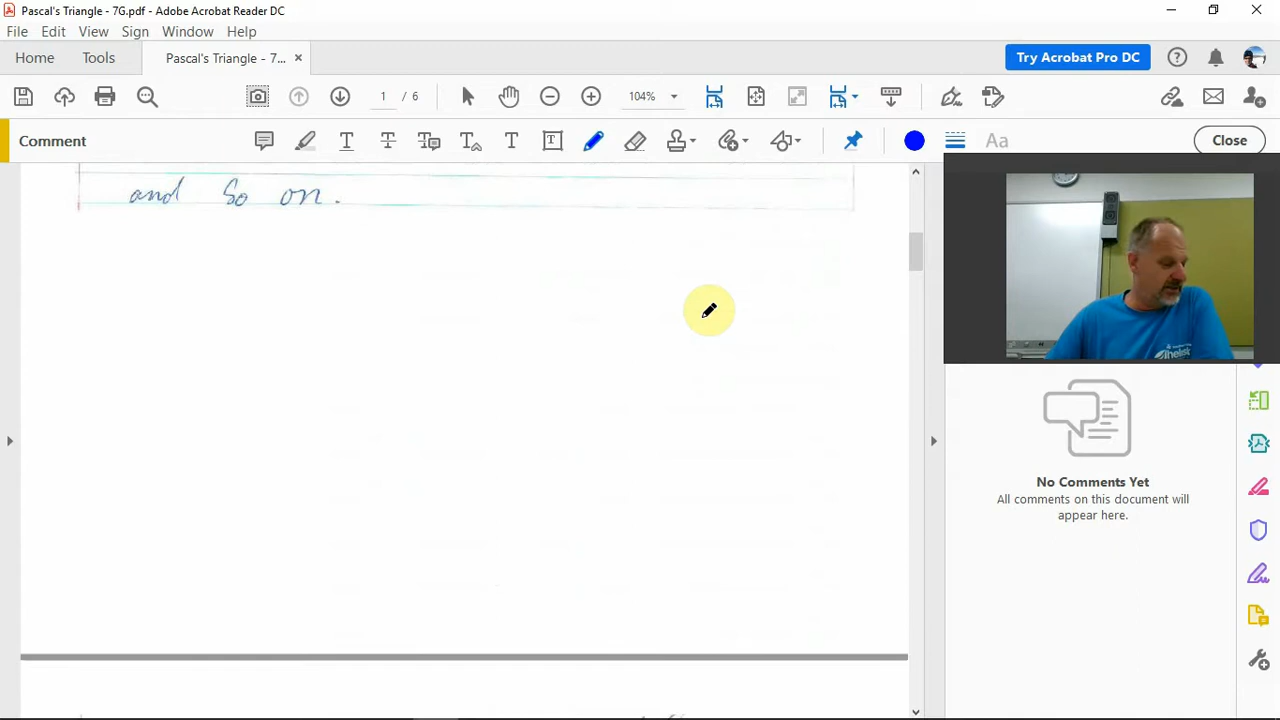 Pascal's Triangle - 7G.pdf - Adobe Acrobat Reader DC
File Edit View Sign Window Help
Home Tools Pascal's Triangle - 7... Try Acrobat Pro DC
1 / 6 104%
Comment Close
and so on.
No Comments Yet
All comments on this document will
appear here.